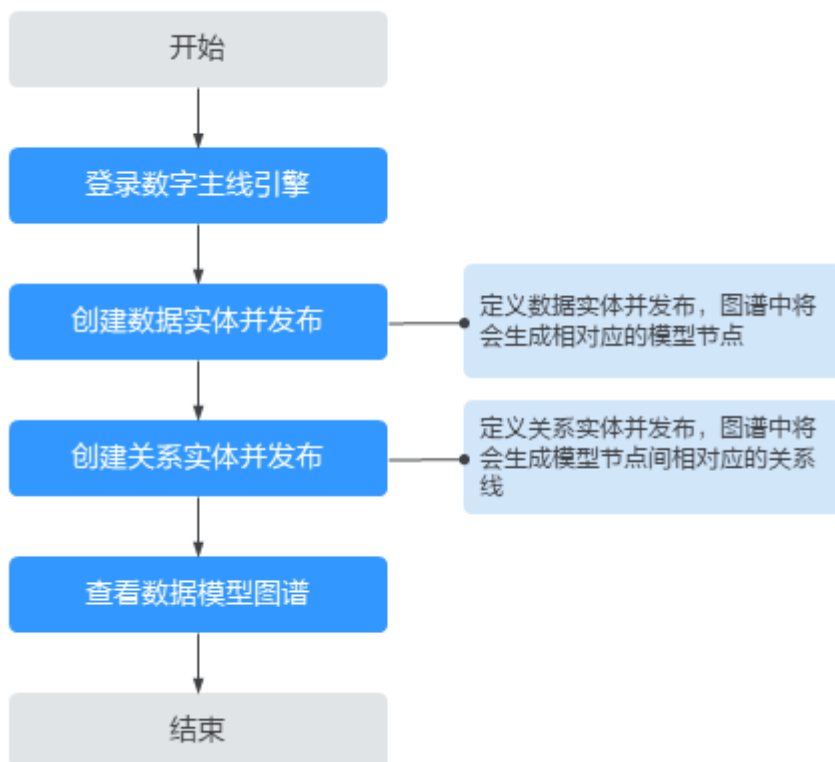 开始
登录数字主线引擎
创建数据实体并发布
定义数据实体并发布，图谱中将
会生成相对应的模型节点
创建关系实体并发布
定义关系实体并发布，图谱中将
会生成模型节点间相对应的关系
线
查看数据模型图谱
结束